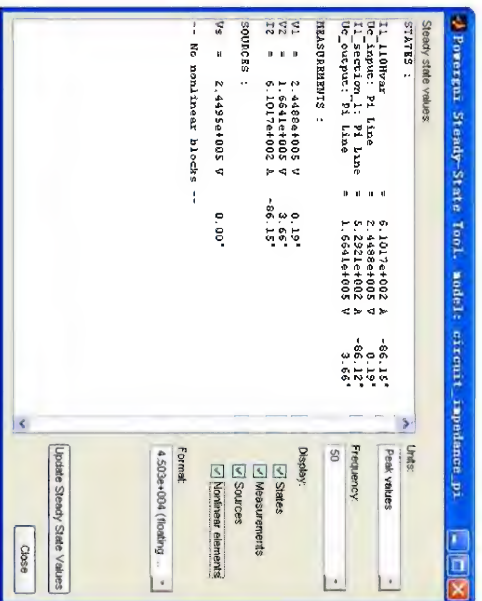 Powergui Steady-State Tool. model: circuit_impedance_pi
Steady state values:
STATES :
Il_110Mvar = 6.1017e+002 A -86.15°
Uc_input: Pi Line = 2.4488e+005 V 0.19°
Il_section_1: Pi Line = 5.2921e+002 A -86.12°
Uc_output: Pi Line = 1.6641e+005 V 3.66°
MEASUREMENTS :
V1 = 2.4488e+005 V 0.19°
V2 = 1.6641e+005 V 3.66°
I2 = 6.1017e+002 A -86.15°
SOURCES :
Vs = 2.4495e+005 V 0.00°
-- No nonlinear blocks --
Units:
Peak values
Frequency:
50
Display:
States
Measurements
Sources
Nonlinear elements
Format:
4.503e+004 (floating ...
Update Steady State Values
Close